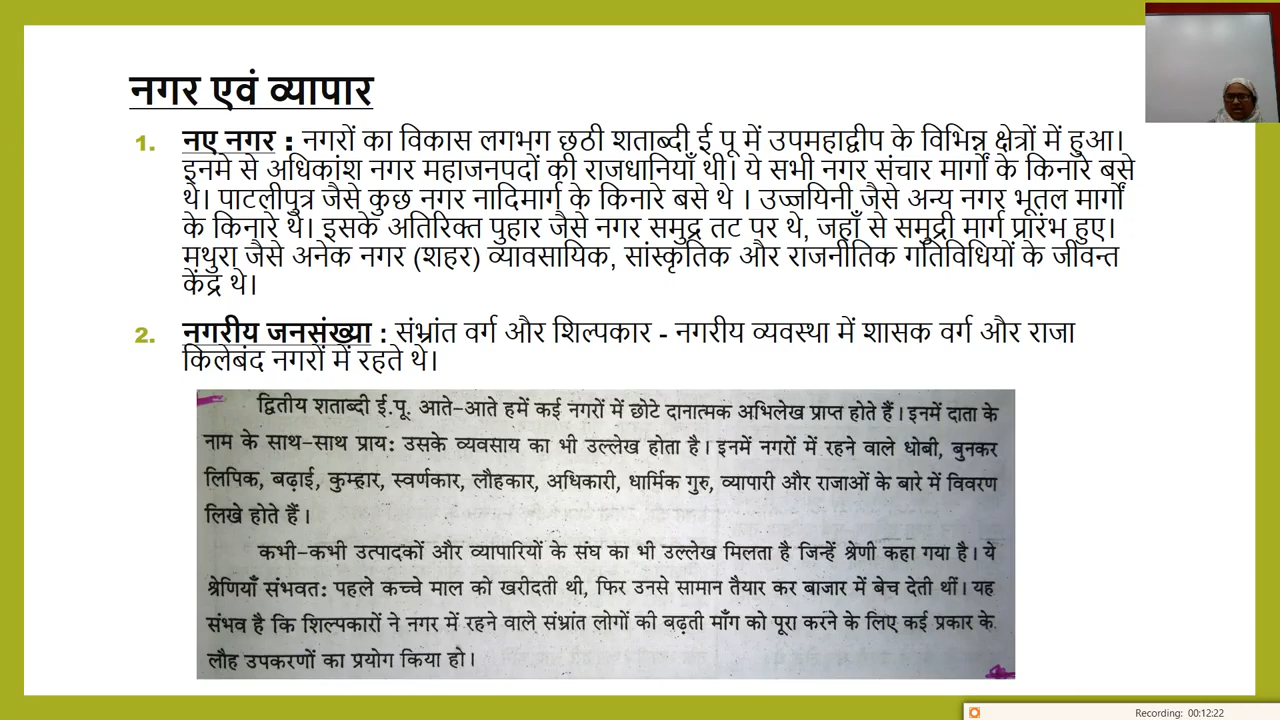 नगर एवं व्यापार
1. नए नगर : नगरों का विकास लगभग छठी शताब्दी ई पू में उपमहाद्वीप के विभिन्न क्षेत्रों में हुआ।
इनमे से अधिकांश नगर महाजनपदों की राजधानियाँ थी। ये सभी नगर संचार मार्गों के किनारे बसे
थे। पाटलीपुत्र जैसे कुछ नगर नादिमार्ग के किनारे बसे थे । उज्जयिनी जैसे अन्य नगर भूतल मार्गों
के किनारे थे। इसके अतिरिक्त पुहार जैसे नगर समुद्र तट पर थे, जहाँ से समुद्री मार्ग प्रारंभ हुए।
मथुरा जैसे अनेक नगर (शहर) व्यावसायिक, सांस्कृतिक और राजनीतिक गतिविधियों के जीवन्त
केंद्र थे।
2. नगरीय जनसंख्या : संभ्रांत वर्ग और शिल्पकार - नगरीय व्यवस्था में शासक वर्ग और राजा
किलेबंद नगरों में रहते थे।
द्वितीय शताब्दी ई.पू. आते-आते हमें कई नगरों में छोटे दानात्मक अभिलेख प्राप्त होते हैं। इनमें दाता के
नाम के साथ-साथ प्राय: उसके व्यवसाय का भी उल्लेख होता है। इनमें नगरों में रहने वाले धोबी, बुनकर
लिपिक, बढ़ाई, कुम्हार, स्वर्णकार, लौहकार, अधिकारी, धार्मिक गुरु, व्यापारी और राजाओं के बारे में विवरण
लिखे होते हैं।
कभी-कभी उत्पादकों और व्यापारियों के संघ का भी उल्लेख मिलता है जिन्हें श्रेणी कहा गया है। ये
श्रेणियाँ संभवत: पहले कच्चे माल को खरीदती थी, फिर उनसे सामान तैयार कर बाजार में बेच देती थीं। यह
संभव है कि शिल्पकारों ने नगर में रहने वाले संभ्रांत लोगों की बढ़ती माँग को पूरा करने के लिए कई प्रकार के
लौह उपकरणों का प्रयोग किया हो।
Recording: 00:12:22